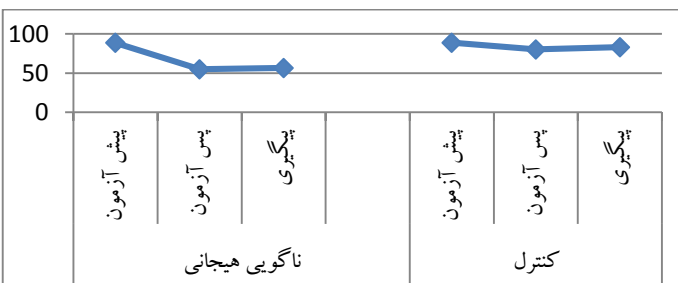 100
50
0
پیش آزمون
پس آزمون
پیگیری
پیش آزمون
پس آزمون
پیگیری
ناگویی هیجانی
کنترل